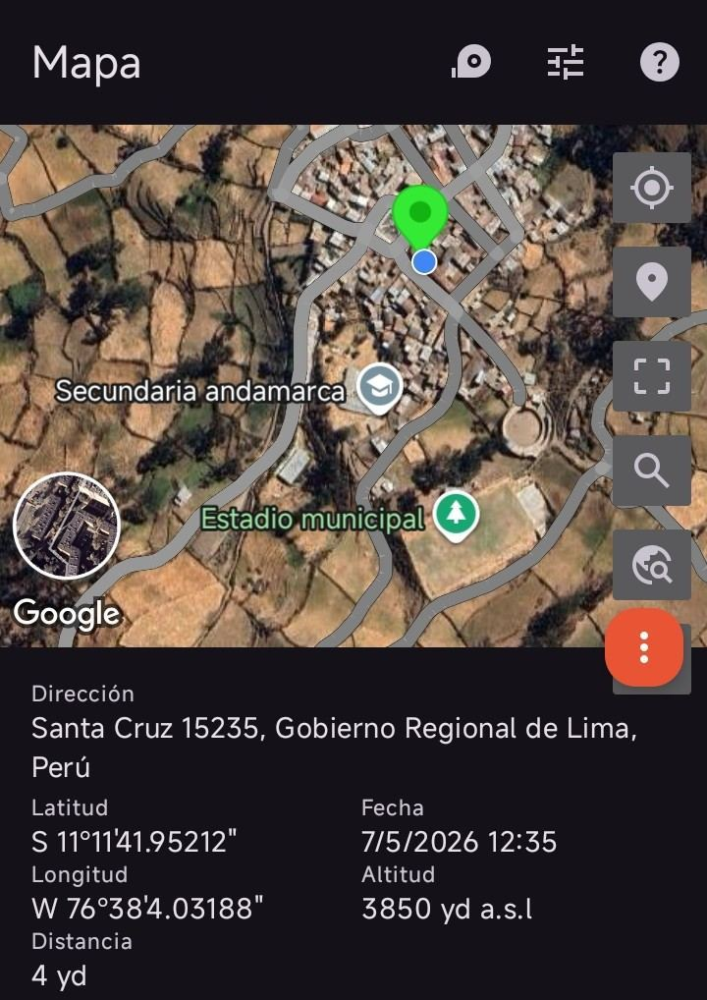 Mapa
Secundaria andamarca
Estadio municipal
Google
Dirección
Santa Cruz 15235, Gobierno Regional de Lima,
Perú
Latitud
S 11°11'41.95212"
Fecha
7/5/2026 12:35
Longitud
W 76°38'4.03188"
Altitud
3850 yd a.s.l
Distancia
4 yd